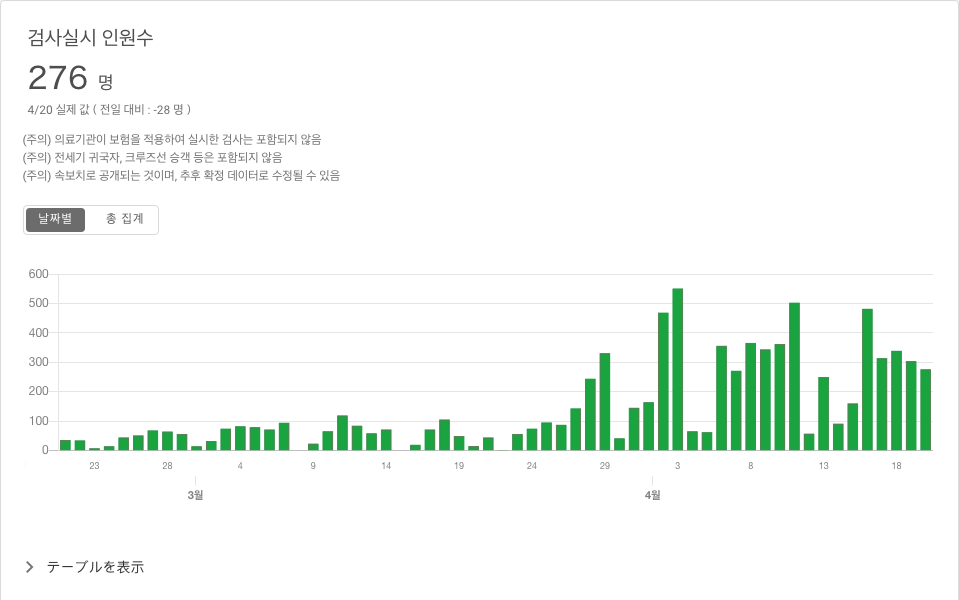 검사실시 인원수
276 명
4/20 실제 값 ( 전일 대비 : -28 명 )
(주의) 의료기관이 보험을 적용하여 실시한 검사는 포함되지 않음
(주의) 전세기 귀국자, 크루즈선 승객 등은 포함되지 않음
(주의) 속보치로 공개되는 것이며, 추후 확정 데이터로 수정될 수 있음
날짜별 총 집계
600
500
400
300
200
100
0
23 28 4 9 14 19 24 29 3 8 13 18
3월 4월
テーブルを表示